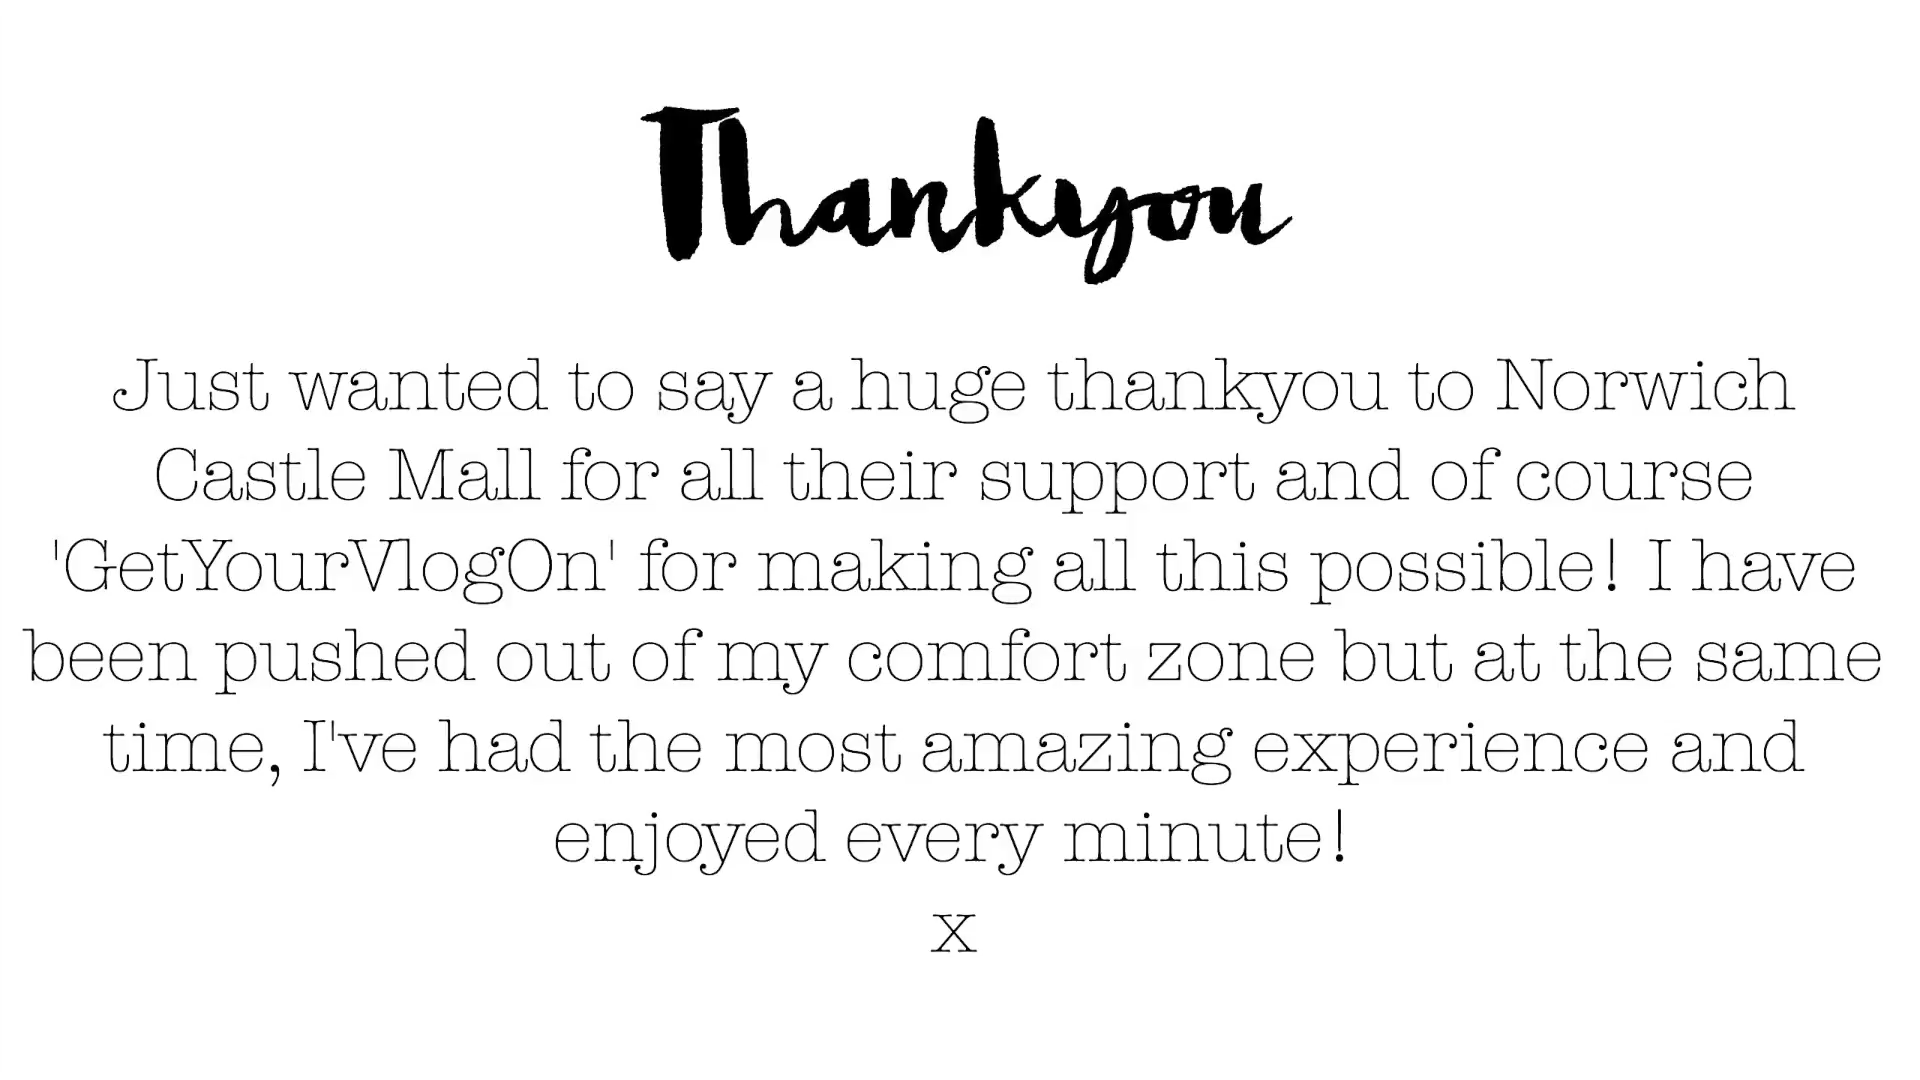 Thankyou
Just wanted to say a huge thankyou to Norwich
Castle Mall for all their support and of course
'GetYourVlogOn' for making all this possible! I have
been pushed out of my comfort zone but at the same
time, I've had the most amazing experience and
enjoyed every minute!
x